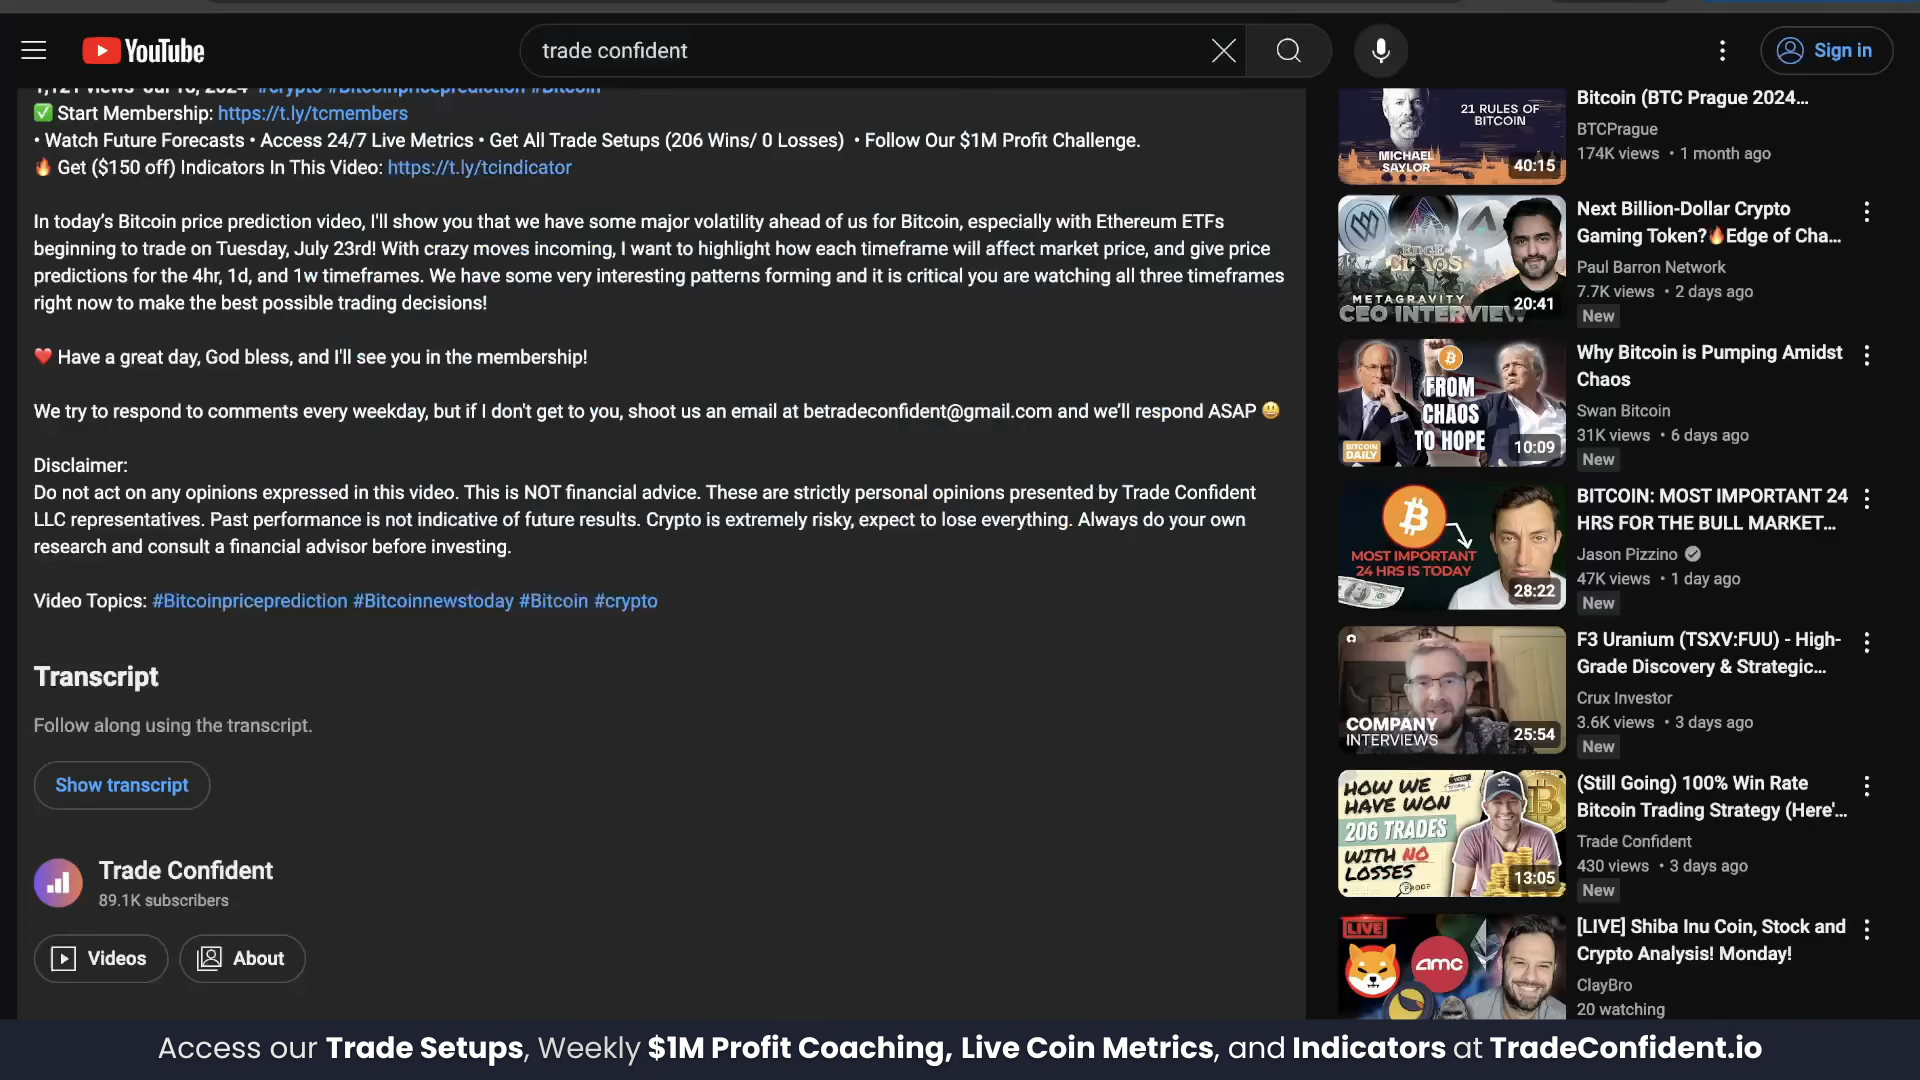 YouTube
trade confident
Sign in
1,121 views Jul 18, 2024 #crypto #Bitcoinpriceprediction #Bitcoin
✅ Start Membership: https://t.ly/tcmembers
• Watch Future Forecasts • Access 24/7 Live Metrics • Get All Trade Setups (206 Wins/ 0 Losses) • Follow Our $1M Profit Challenge.
🔥 Get ($150 off) Indicators In This Video: https://t.ly/tcindicator
In today’s Bitcoin price prediction video, I'll show you that we have some major volatility ahead of us for Bitcoin, especially with Ethereum ETFs
beginning to trade on Tuesday, July 23rd! With crazy moves incoming, I want to highlight how each timeframe will affect market price, and give price
predictions for the 4hr, 1d, and 1w timeframes. We have some very interesting patterns forming and it is critical you are watching all three timeframes
right now to make the best possible trading decisions!
❤️ Have a great day, God bless, and I'll see you in the membership!
We try to respond to comments every weekday, but if I don't get to you, shoot us an email at betradeconfident@gmail.com and we’ll respond ASAP 😃
Disclaimer:
Do not act on any opinions expressed in this video. This is NOT financial advice. These are strictly personal opinions presented by Trade Confident
LLC representatives. Past performance is not indicative of future results. Crypto is extremely risky, expect to lose everything. Always do your own
research and consult a financial advisor before investing.
Video Topics: #Bitcoinpriceprediction #Bitcoinnewstoday #Bitcoin #crypto
Transcript
Follow along using the transcript.
Show transcript
Trade Confident
89.1K subscribers
Videos
About
21 RULES OF
BITCOIN
MICHAEL
SAYLOR
40:15
Bitcoin (BTC Prague 2024...
BTCPrague
174K views • 1 month ago
EDGE OF
CHAOS
METAGRAVITY
CEO INTERVIEW
20:41
Next Billion-Dollar Crypto
Gaming Token?🔥Edge of Cha...
Paul Barron Network
7.7K views • 2 days ago
New
FROM
CHAOS
TO HOPE
BITCOIN
DAILY
10:09
Why Bitcoin is Pumping Amidst
Chaos
Swan Bitcoin
31K views • 6 days ago
New
MOST IMPORTANT
24 HRS IS TODAY
28:22
BITCOIN: MOST IMPORTANT 24
HRS FOR THE BULL MARKET...
Jason Pizzino
47K views • 1 day ago
New
COMPANY
INTERVIEWS
25:54
F3 Uranium (TSXV:FUU) - High-
Grade Discovery & Strategic...
Crux Investor
3.6K views • 3 days ago
New
HOW WE
HAVE WON
206 TRADES
WITH NO
LOSSES
PROOF
VIDEO
TUTORIAL
13:05
(Still Going) 100% Win Rate
Bitcoin Trading Strategy (Here'...
Trade Confident
430 views • 3 days ago
New
LIVE
amc
[LIVE] Shiba Inu Coin, Stock and
Crypto Analysis! Monday!
ClayBro
20 watching
Access our Trade Setups, Weekly $1M Profit Coaching, Live Coin Metrics, and Indicators at TradeConfident.io